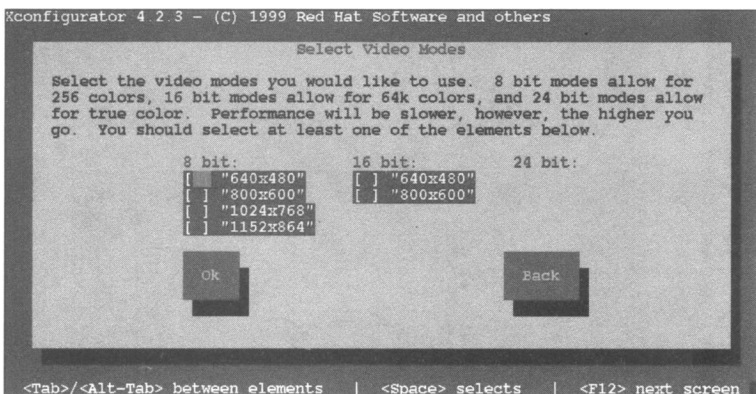 Xconfigurator 4.2.3 - (C) 1999 Red Hat Software and others
Select Video Modes
Select the video modes you would like to use.  8 bit modes allow for
256 colors, 16 bit modes allow for 64k colors, and 24 bit modes allow
for true color.  Performance will be slower, however, the higher you
go.  You should select at least one of the elements below.
8 bit: 16 bit: 24 bit:
[ ] "640x480" [ ] "640x480"
[ ] "800x600" [ ] "800x600"
[ ] "1024x768"
[ ] "1152x864"
Ok Back
<Tab>/<Alt-Tab> between elements | <Space> selects | <F12> next screen